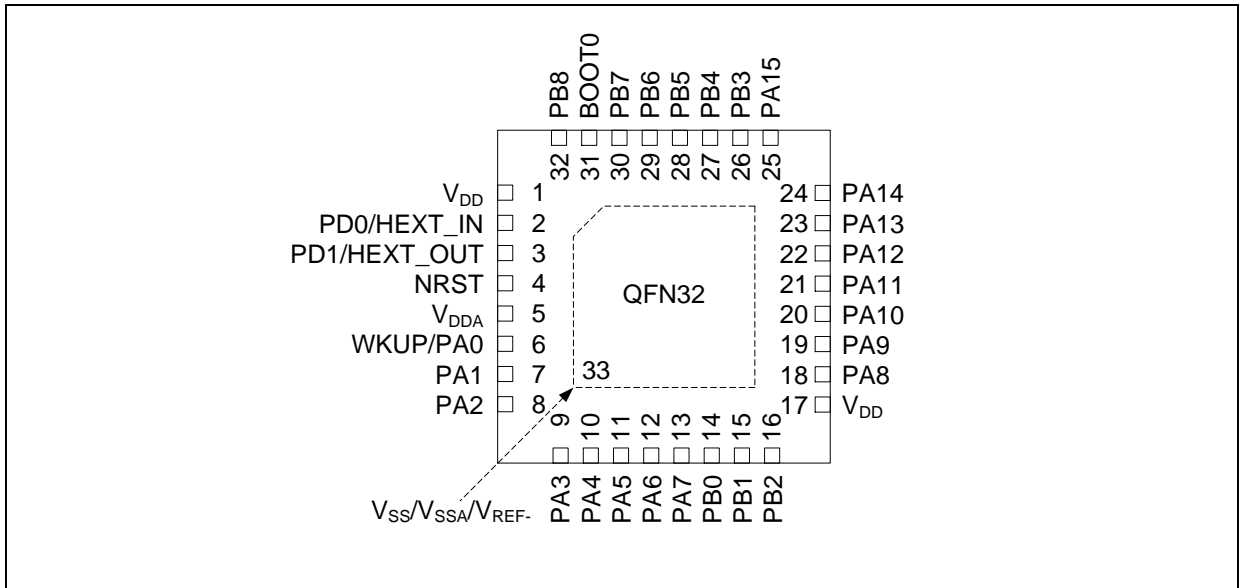 PB8
BOOT0
PB7
PB6
PB5
PB4
PB3
PA15
32
31
30
29
28
27
26
25
VDD 1
PD0/HEXT_IN 2
PD1/HEXT_OUT 3
NRST 4
VDDA 5
WKUP/PA0 6
PA1 7
PA2 8
QFN32
33
24 PA14
23 PA13
22 PA12
21 PA11
20 PA10
19 PA9
18 PA8
17 VDD
9
10
11
12
13
14
15
16
PA3
PA4
PA5
PA6
PA7
PB0
PB1
PB2
VSS/VSSA/VREF-